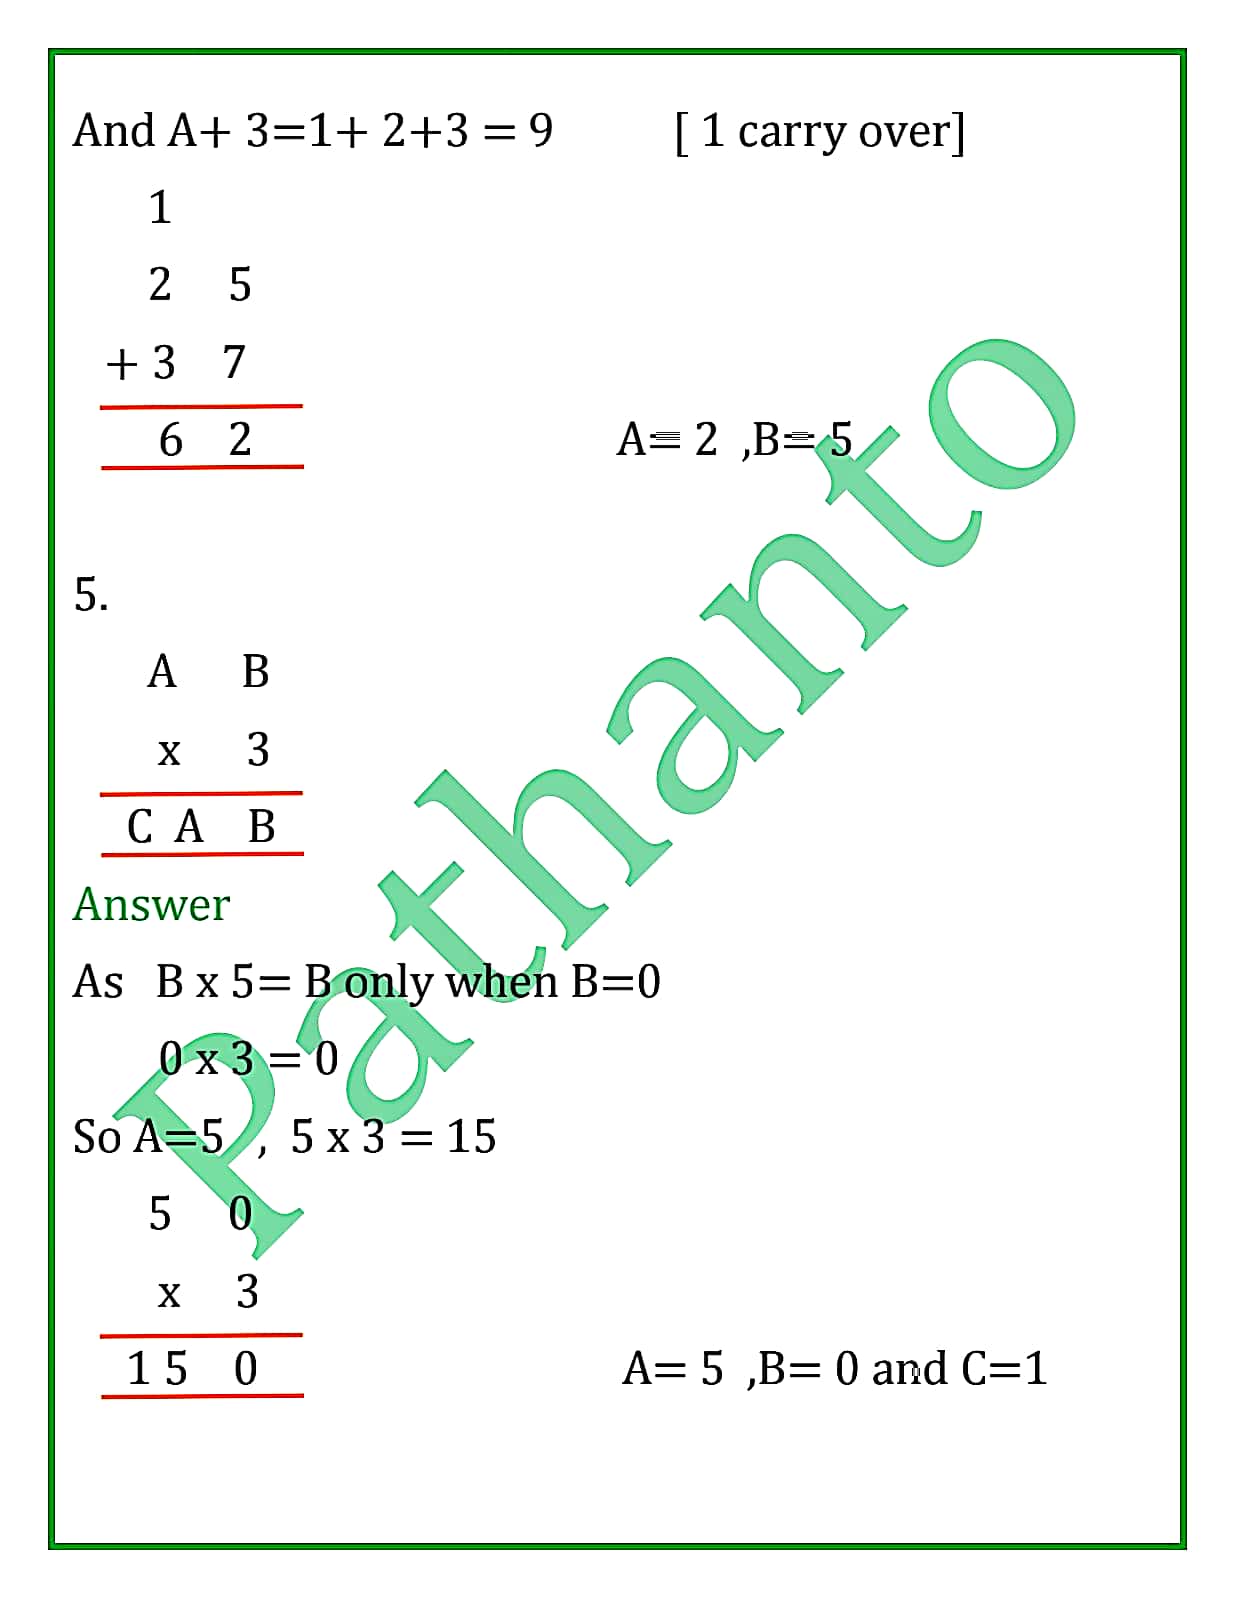 And A+ 3=1+ 2+3 = 9 [ 1 carry over]
1
2 5
+ 3 7
6 2 A= 2 ,B= 5
5.
A B
x 3
C A B
Answer
As B x 5= B only when B=0
0 x 3 = 0
So A=5 , 5 x 3 = 15
5 0
x 3
1 5 0 A= 5 ,B= 0 and C=1
Pathanto